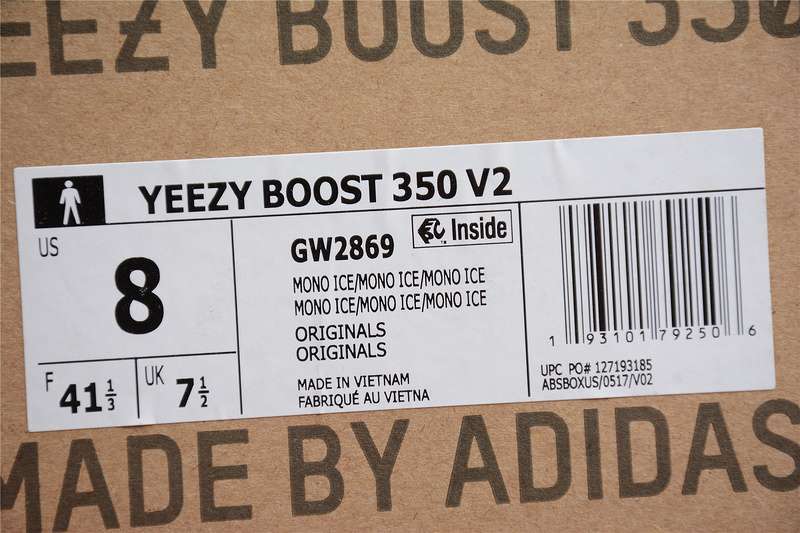 EEZY BOOST 350
YEEZY BOOST 350 V2
US
8
F 41 1/3
UK 7 1/2
GW2869
Inside
MONO ICE/MONO ICE/MONO ICE
MONO ICE/MONO ICE/MONO ICE
ORIGINALS
ORIGINALS
MADE IN VIETNAM
FABRIQUÉ AU VIETNA
1 93101 79250 6
UPC PO# 127193185
ABSBOXUS/0517/V02
MADE BY ADIDAS